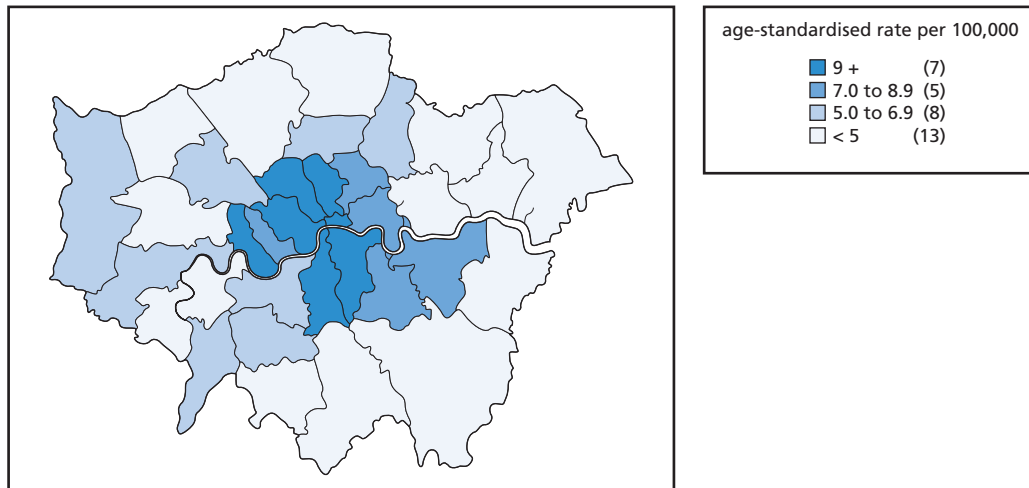 age-standardised rate per 100,000
9 + (7)
7.0 to 8.9 (5)
5.0 to 6.9 (8)
< 5 (13)